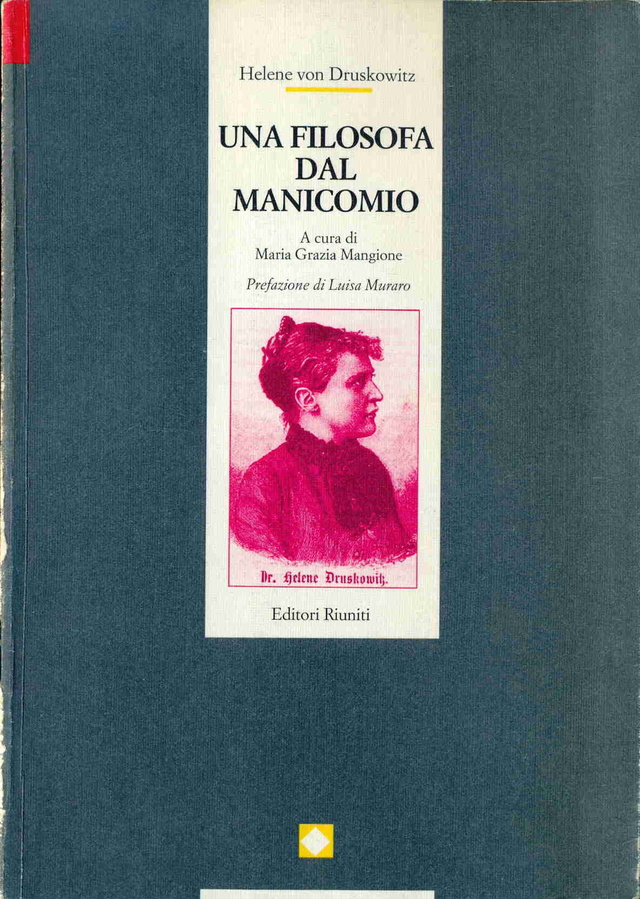 Helene von Druskowitz
UNA FILOSOFA
DAL
MANICOMIO
A cura di
Maria Grazia Mangione
Prefazione di Luisa Muraro
Dr. Helene Druskowitz.
Editori Riuniti